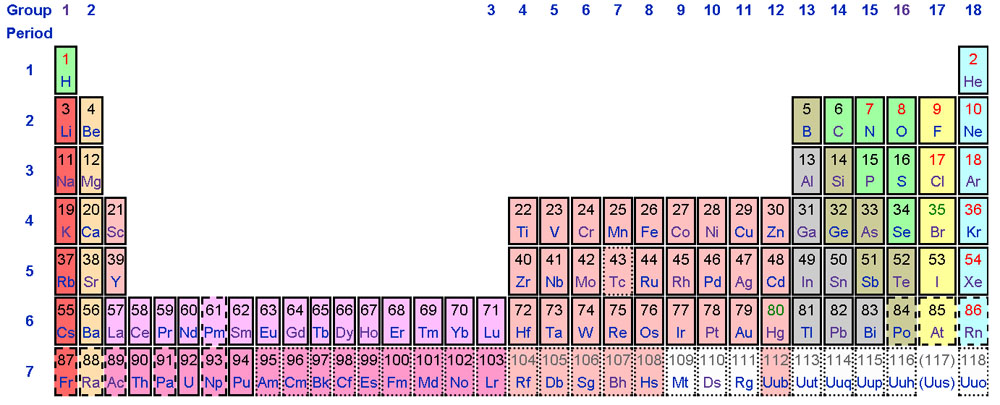 Group 1 2 3 4 5 6 7 8 9 10 11 12 13 14 15 16 17 18
Period
1 1 2
H He
2 3 4 5 6 7 8 9 10
Li Be B C N O F Ne
3 11 12 13 14 15 16 17 18
Na Mg Al Si P S Cl Ar
4 19 20 21 22 23 24 25 26 27 28 29 30 31 32 33 34 35 36
K Ca Sc Ti V Cr Mn Fe Co Ni Cu Zn Ga Ge As Se Br Kr
5 37 38 39 40 41 42 43 44 45 46 47 48 49 50 51 52 53 54
Rb Sr Y Zr Nb Mo Tc Ru Rh Pd Ag Cd In Sn Sb Te I Xe
6 55 56 57 58 59 60 61 62 63 64 65 66 67 68 69 70 71 72 73 74 75 76 77 78 79 80 81 82 83 84 85 86
Cs Ba La Ce Pr Nd Pm Sm Eu Gd Tb Dy Ho Er Tm Yb Lu Hf Ta W Re Os Ir Pt Au Hg Tl Pb Bi Po At Rn
7 87 88 89 90 91 92 93 94 95 96 97 98 99 100 101 102 103 104 105 106 107 108 109 110 111 112 113 114 115 116 (117) 118
Fr Ra Ac Th Pa U Np Pu Am Cm Bk Cf Es Fm Md No Lr Rf Db Sg Bh Hs Mt Ds Rg Uub Uut Uuq Uup Uuh (Uus) Uuo